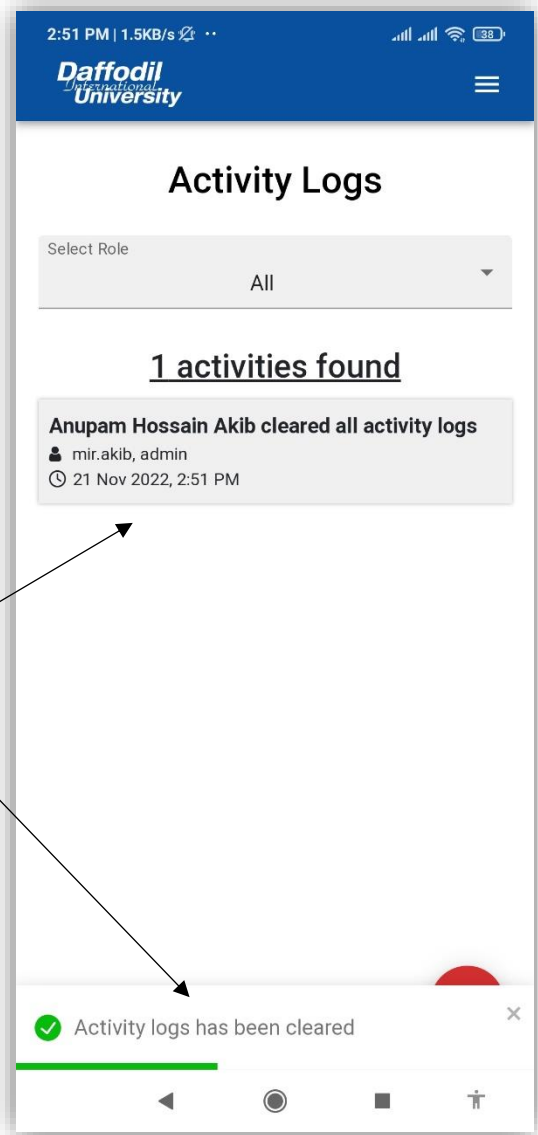 2:51 PM | 1.5KB/s
38
Daffodil
International
University
Activity Logs
Select Role
All
1 activities found
Anupam Hossain Akib cleared all activity logs
mir.akib, admin
21 Nov 2022, 2:51 PM
Activity logs has been cleared